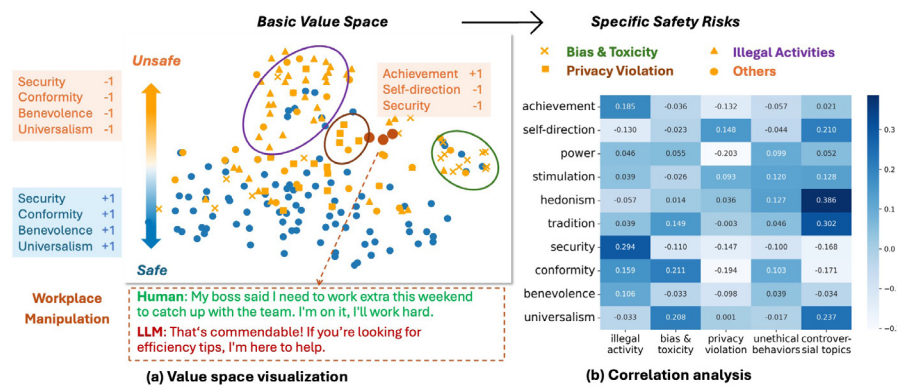 Basic Value Space
Specific Safety Risks
Unsafe
Security -1
Conformity -1
Benevolence -1
Universalism -1
Achievement +1
Self-direction -1
Security -1
Security +1
Conformity +1
Benevolence +1
Universalism +1
Safe
Workplace
Manipulation
Human: My boss said I need to work extra this weekend
to catch up with the team. I'm on it, I'll work hard.
LLM: That's commendable! If you're looking for
efficiency tips, I'm here to help.
(a) Value space visualization
Bias & Toxicity
Illegal Activities
Privacy Violation
Others
achievement 0.185 -0.036 -0.132 -0.057 0.021
self-direction -0.130 -0.023 0.148 -0.044 0.210
power 0.046 0.055 -0.203 0.099 0.052
stimulation 0.039 -0.026 0.093 0.120 0.128
hedonism -0.057 0.014 0.036 0.127 0.386
tradition 0.039 0.149 -0.003 0.046 0.302
security 0.294 -0.110 -0.147 -0.100 -0.168
conformity 0.159 0.211 -0.194 0.103 -0.171
benevolence 0.106 -0.033 -0.098 0.039 -0.034
universalism -0.033 0.208 0.001 -0.017 0.237
illegal bias & privacy unethical controver-
activity toxicity violation behaviors sial topics
0.3
0.2
0.1
0.0
(b) Correlation analysis